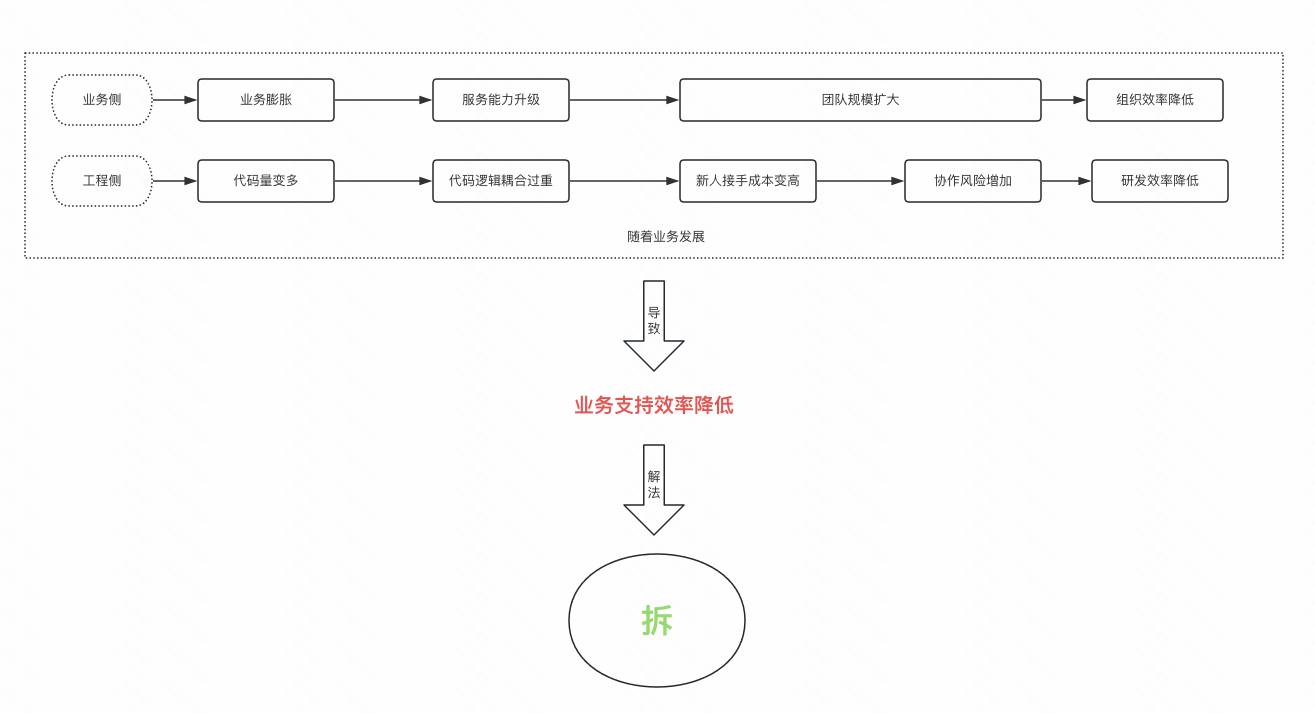 业务侧
业务膨胀
服务能力升级
团队规模扩大
组织效率降低
工程侧
代码量变多
代码逻辑耦合过重
新人接手成本变高
协作风险增加
研发效率降低
随着业务发展
导
致
业务支持效率降低
解
法
拆